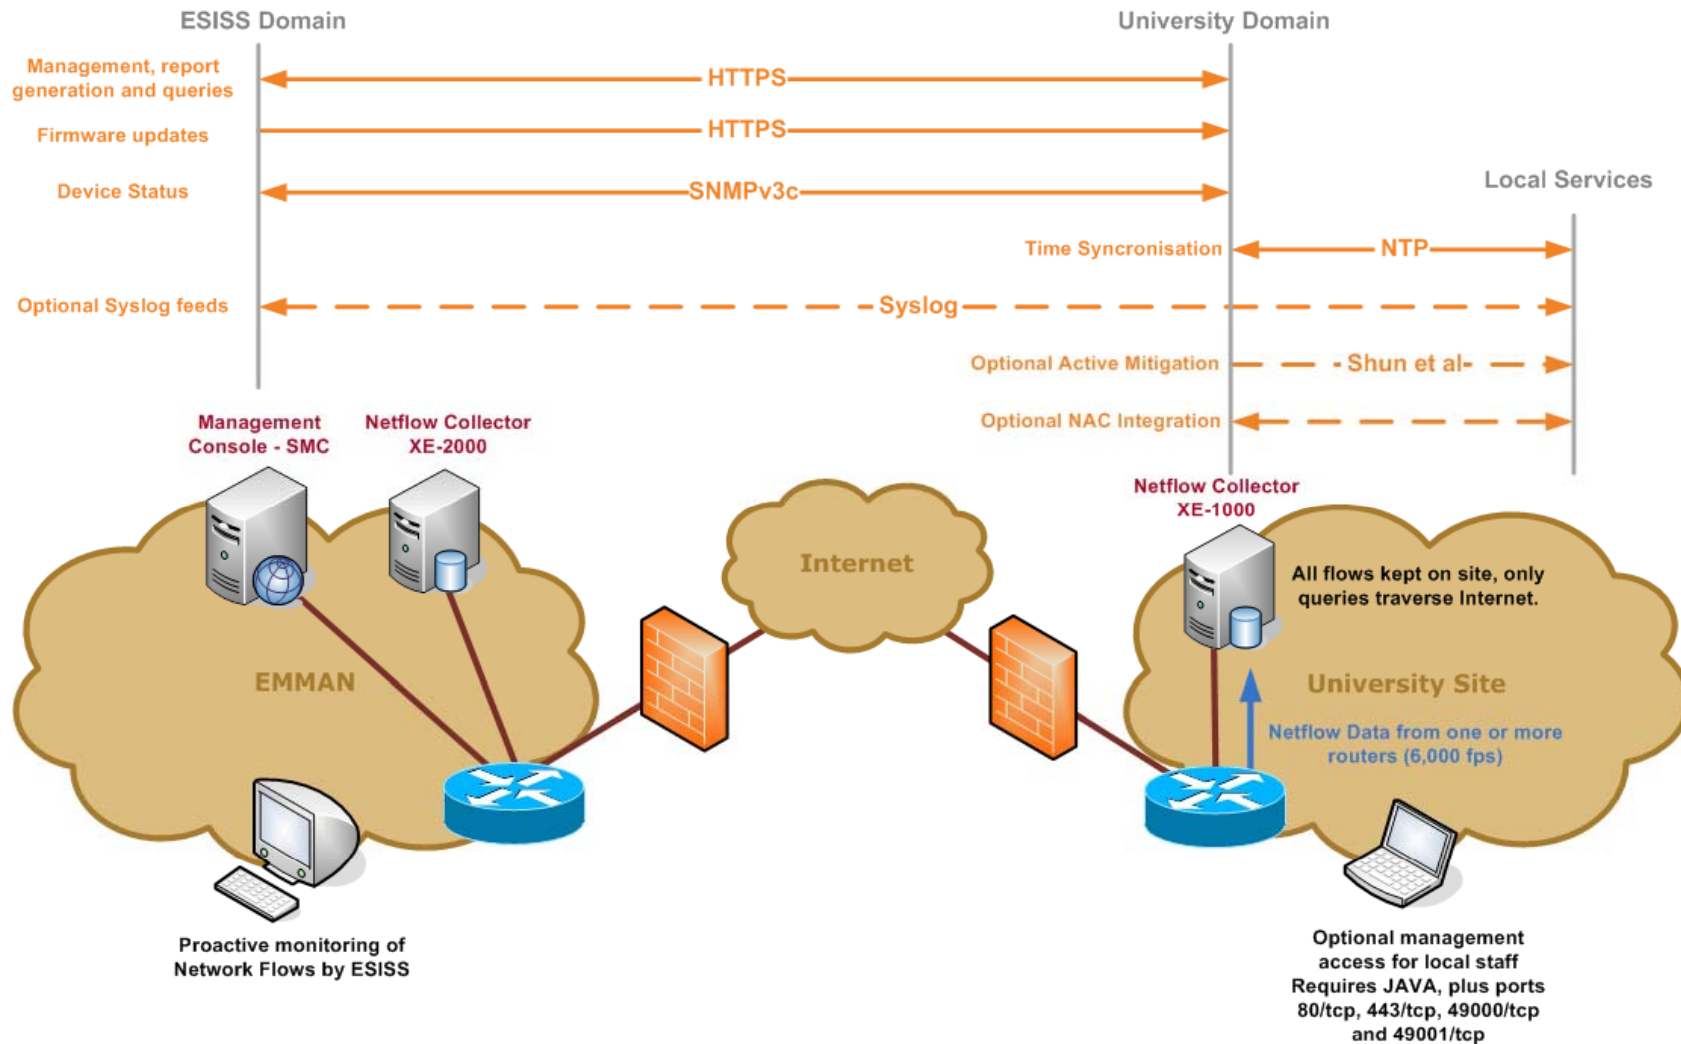 ESISS Domain
University Domain
Management, report
generation and queries
HTTPS
Firmware updates
HTTPS
Device Status
SNMPv3c
Local Services
Time Syncronisation
NTP
Optional Syslog feeds
Syslog
Optional Active Mitigation
Shun et al
Optional NAC Integration
Management
Console - SMC
Netflow Collector
XE-2000
Netflow Collector
XE-1000
Internet
All flows kept on site, only
queries traverse Internet.
EMMAN
University Site
Netflow Data from one or more
routers (6,000 fps)
Proactive monitoring of
Network Flows by ESISS
Optional management
access for local staff
Requires JAVA, plus ports
80/tcp, 443/tcp, 49000/tcp
and 49001/tcp